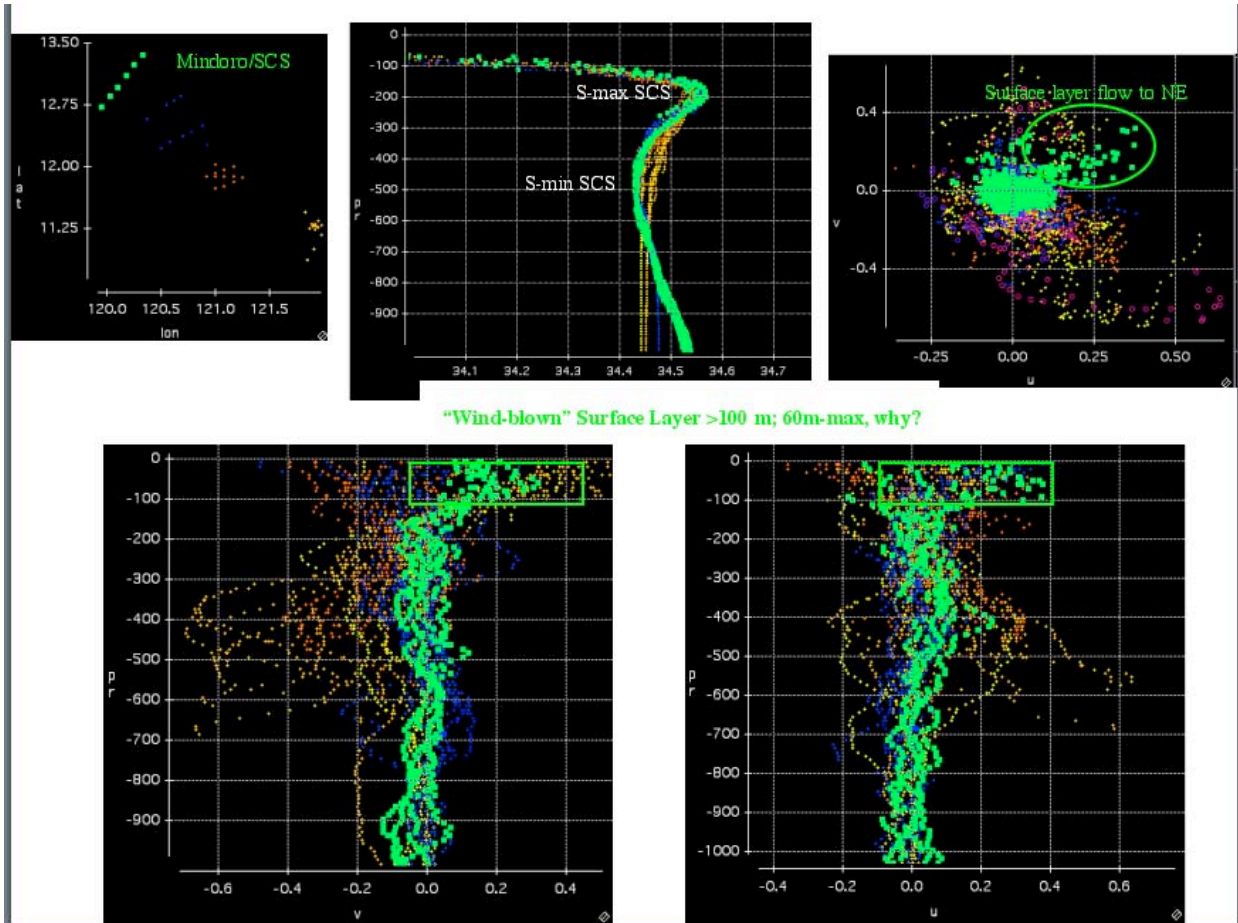 13.50
12.75
12.00
11.25
lat
120.0 120.5 121.0 121.5
lon
Mindoro/SCS
0
-100
-200
-300
-400
-500
-600
-700
-800
-900
pr
34.1 34.2 34.3 34.4 34.5 34.6 34.7
S-max SCS
S-min SCS
Surface layer flow to NE
0.4
0.0
-0.4
v
-0.25 0.00 0.25 0.50
u
“Wind-blown” Surface Layer >100 m; 60m-max, why?
0
-100
-200
-300
-400
-500
-600
-700
-800
-900
pr
-0.6 -0.4 -0.2 0.0 0.2 0.4
v
0
-100
-200
-300
-400
-500
-600
-700
-800
-900
-1000
pr
-0.4 -0.2 0.0 0.2 0.4 0.6
u